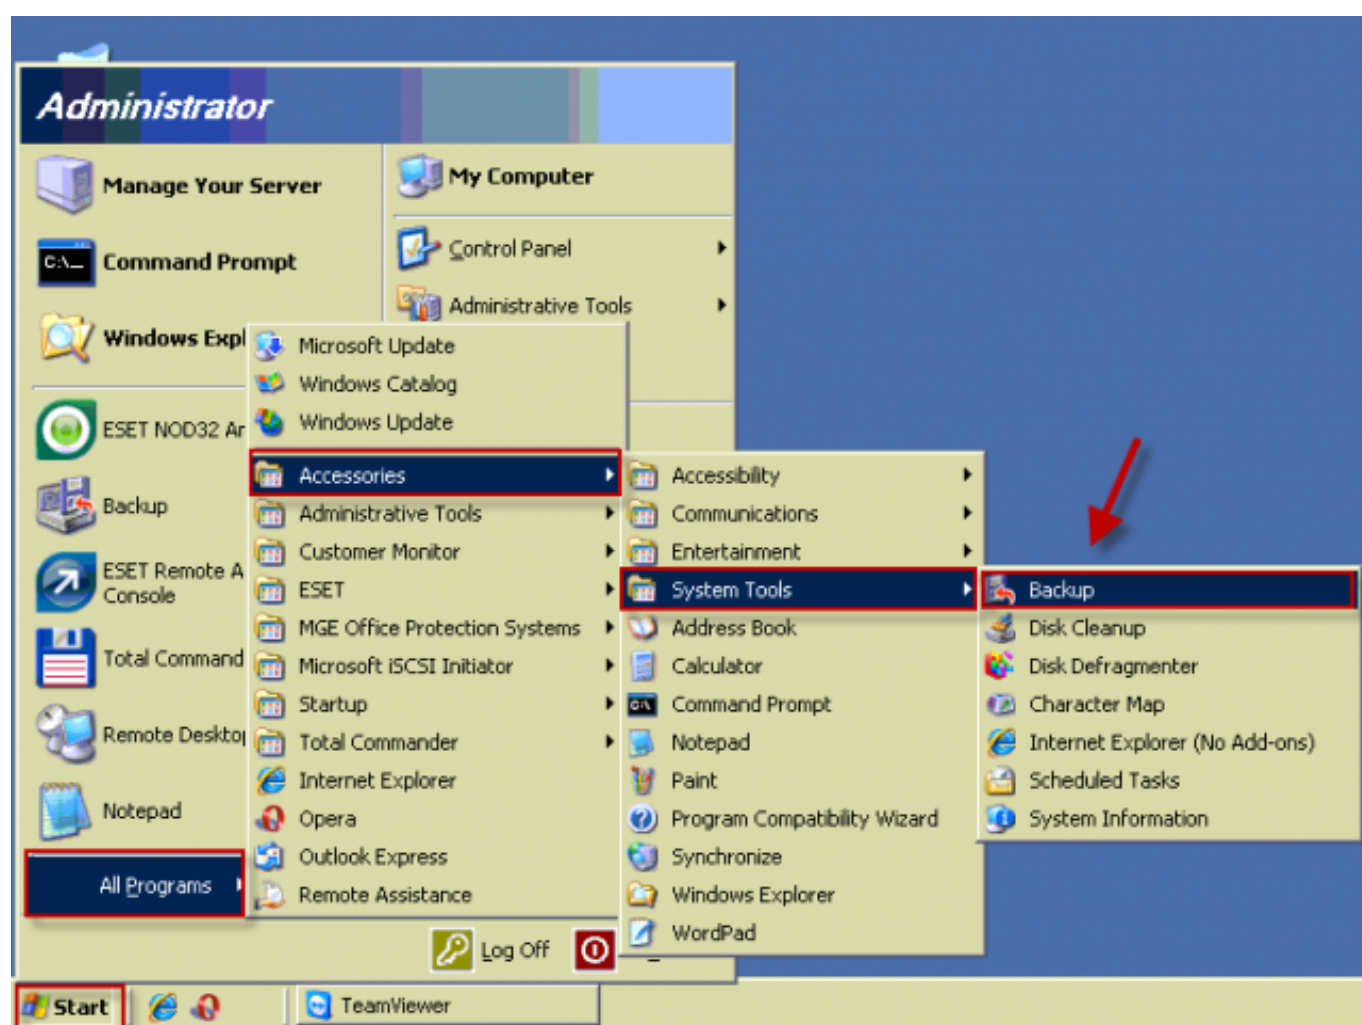 Administrator
Manage Your Server
Command Prompt
Windows Expl
ESET NOD32 Ar
Backup
ESET Remote A
Console
Total Command
Remote Desktop
Notepad
All Programs
My Computer
Control Panel
Administrative Tools
Microsoft Update
Windows Catalog
Windows Update
Accessories
Administrative Tools
Customer Monitor
ESET
MGE Office Protection Systems
Microsoft iSCSI Initiator
Startup
Total Commander
Internet Explorer
Opera
Outlook Express
Remote Assistance
Accessibility
Communications
Entertainment
System Tools
Address Book
Calculator
Command Prompt
Notepad
Paint
Program Compatibility Wizard
Synchronize
Windows Explorer
WordPad
Backup
Disk Cleanup
Disk Defragmenter
Character Map
Internet Explorer (No Add-ons)
Scheduled Tasks
System Information
Log Off
Start
TeamViewer